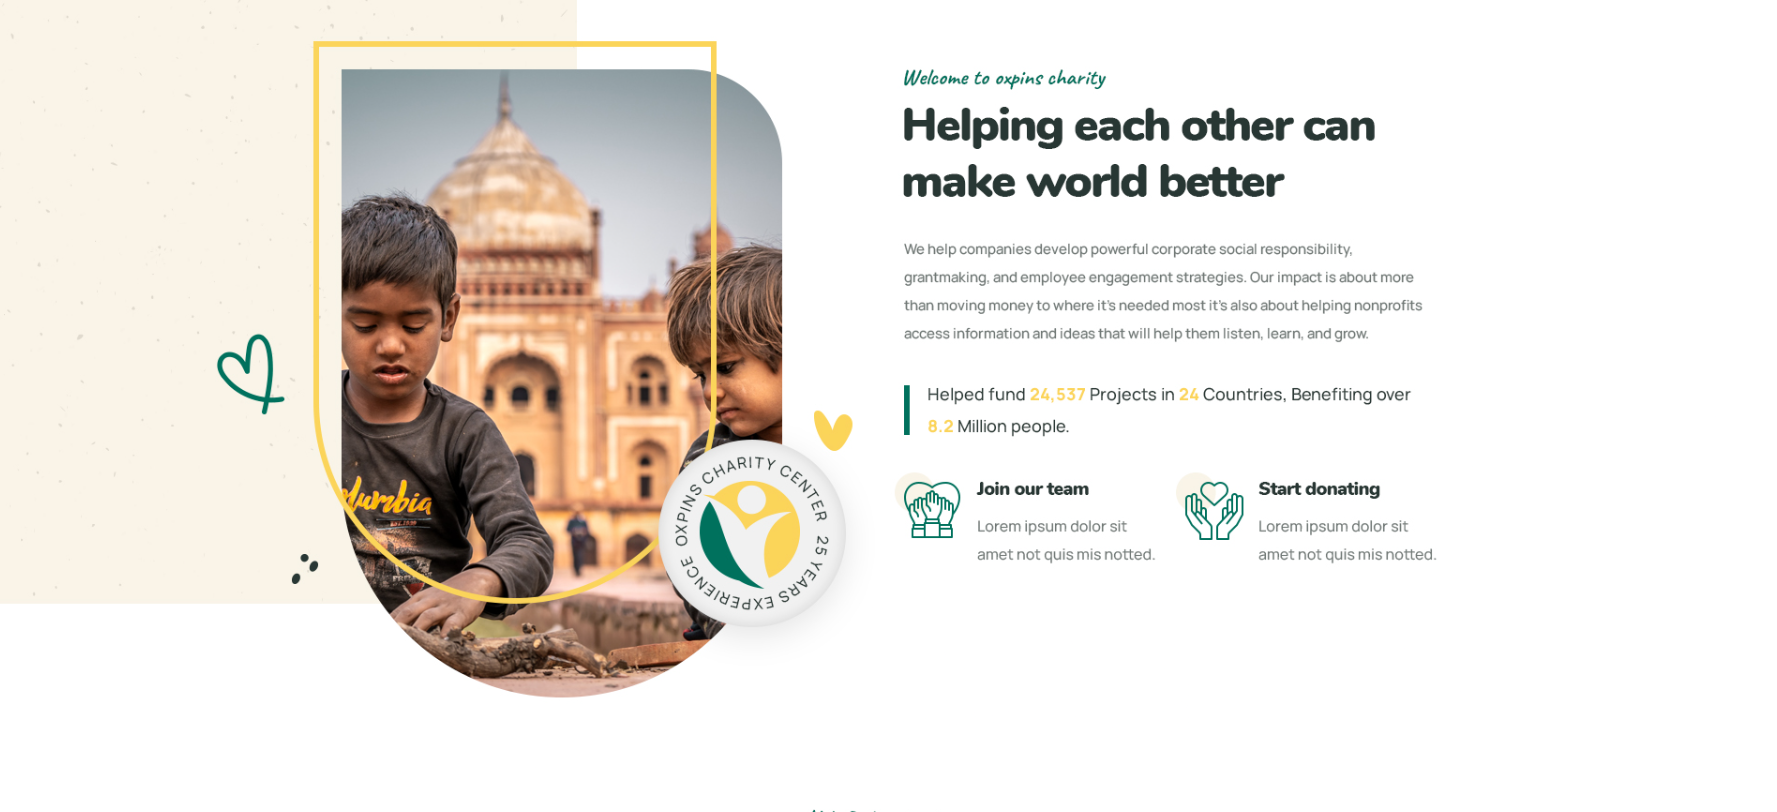 Welcome to oxpins charity
Helping each other can
make world better
We help companies develop powerful corporate social responsibility,
grantmaking, and employee engagement strategies. Our impact is about more
than moving money to where it's needed most it's also about helping nonprofits
access information and ideas that will help them listen, learn, and grow.
Helped fund 24,537 Projects in 24 Countries, Benefiting over
8.2 Million people.
Join our team
Lorem ipsum dolor sit
amet not quis mis notted.
Start donating
Lorem ipsum dolor sit
amet not quis mis notted.
OXPINS CHARITY CENTER 25 YEARS EXPERIENCE